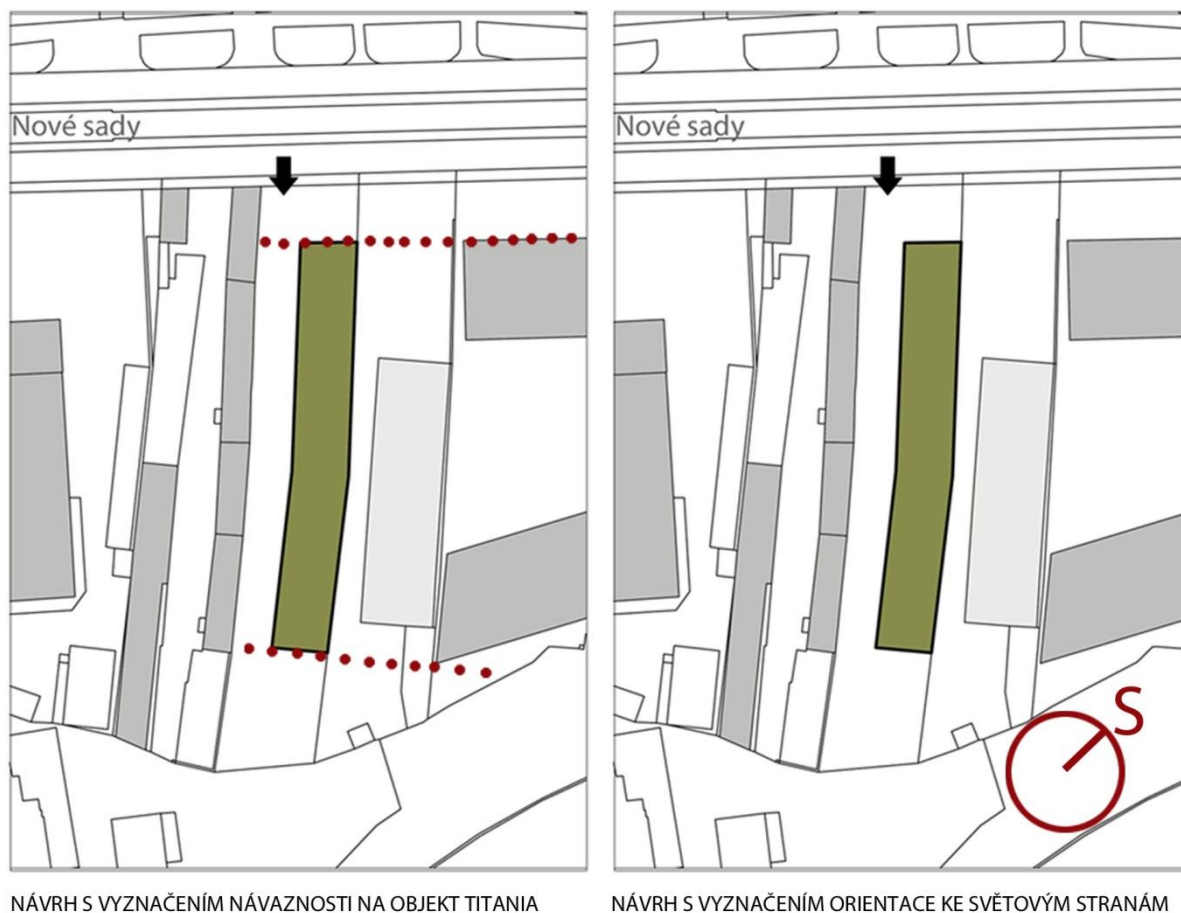 Nové sady
Nové sady
S
NÁVRH S VYZNAČENÍM NÁVAZNOSTI NA OBJEKT TITANIA
NÁVRH S VYZNAČENÍM ORIENTACE KE SVĚTOVÝM STRANÁM